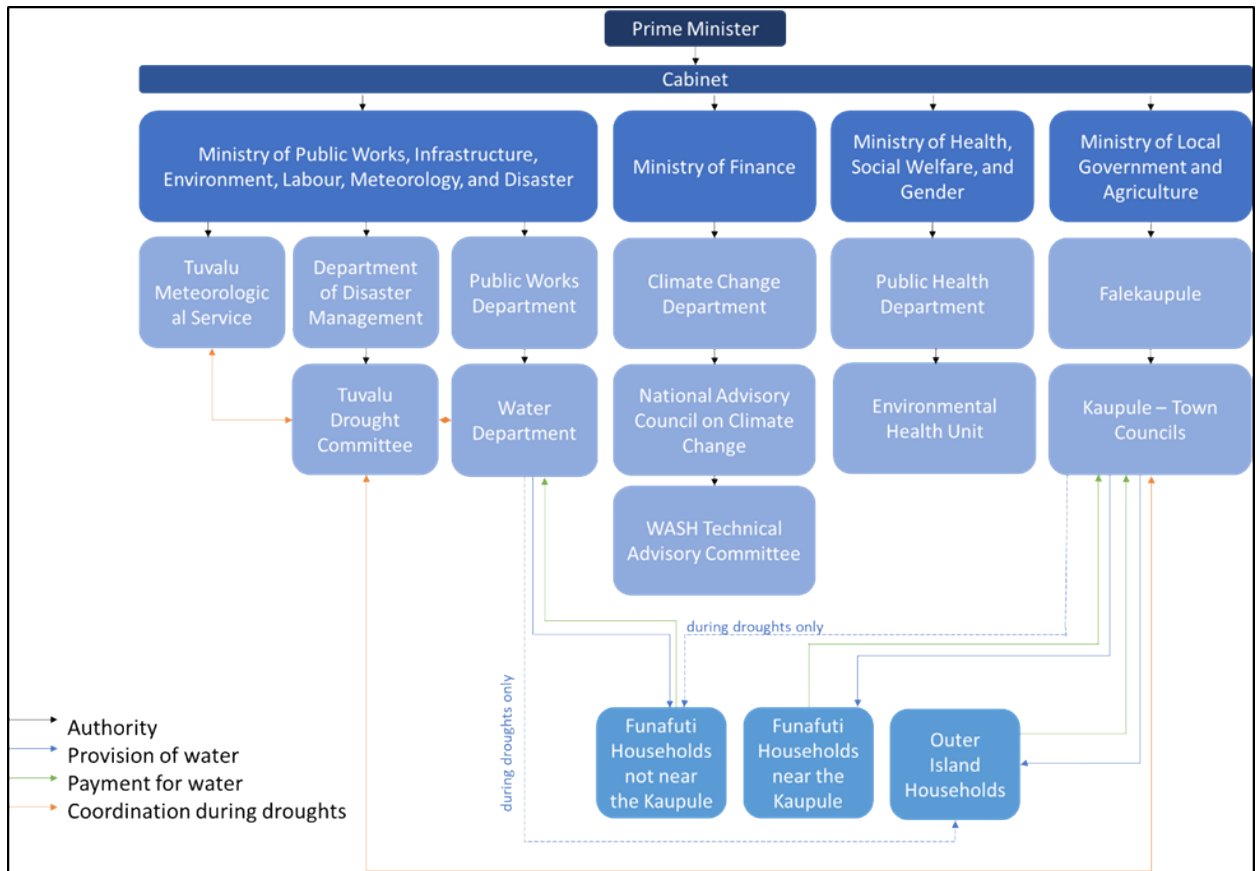 Prime Minister
Cabinet
Ministry of Public Works, Infrastructure,
Environment, Labour, Meteorology, and Disaster
Ministry of Finance
Ministry of Health,
Social Welfare, and
Gender
Ministry of Local
Government and
Agriculture
Tuvalu
Meteorologic
al Service
Department
of Disaster
Management
Public Works
Department
Climate Change
Department
Public Health
Department
Falekaupule
Tuvalu
Drought
Committee
Water
Department
National Advisory
Council on Climate
Change
Environmental
Health Unit
Kaupule – Town
Councils
WASH Technical
Advisory Committee
during droughts only
during droughts only
Funafuti
Households
not near
the Kaupule
Funafuti
Households
near the
Kaupule
Outer
Island
Households
Authority
Provision of water
Payment for water
Coordination during droughts